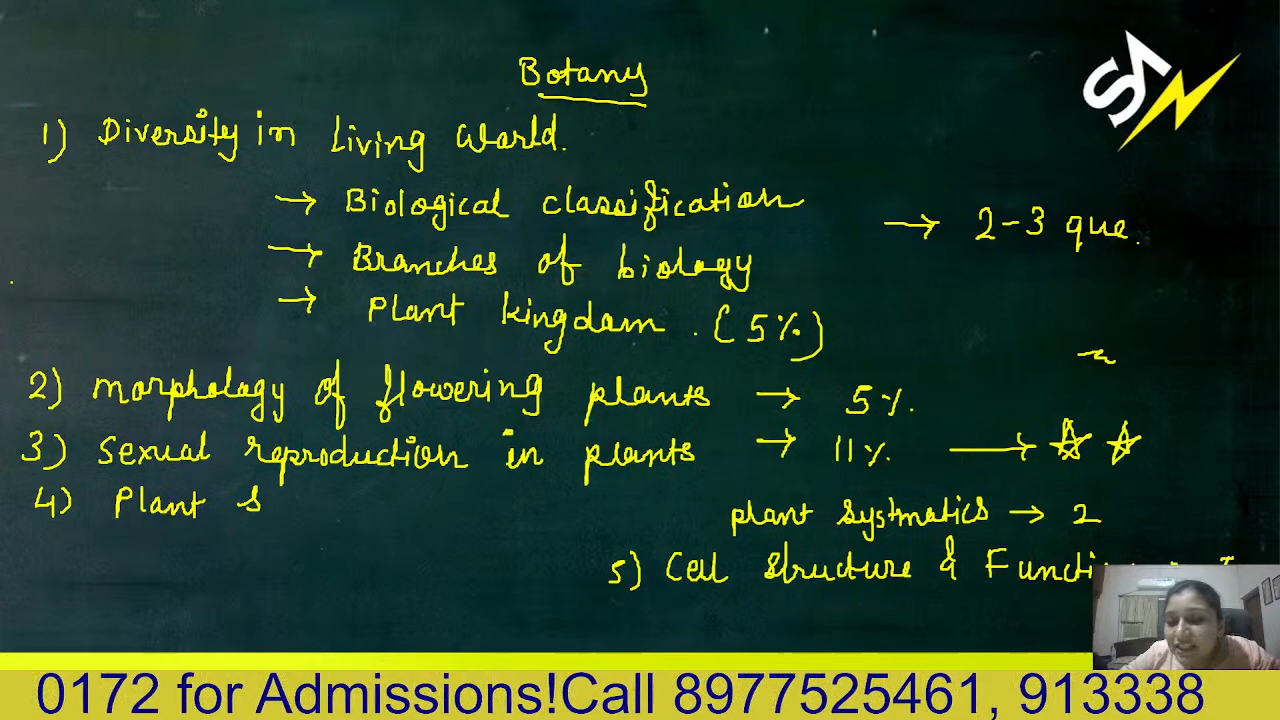 Botany
1) Diversity in Living World.
→ Biological classification
→ 2-3 que.
→ Branches of biology
→ Plant kingdom. (5%)
2) morphology of flowering plants → 5%.
3) sexual reproduction in plants → 11%. → ☆ ☆
4) Plant s
plant systmatics → 2
5) Cell structure & Functi
0172 for Admissions!Call 8977525461, 913338